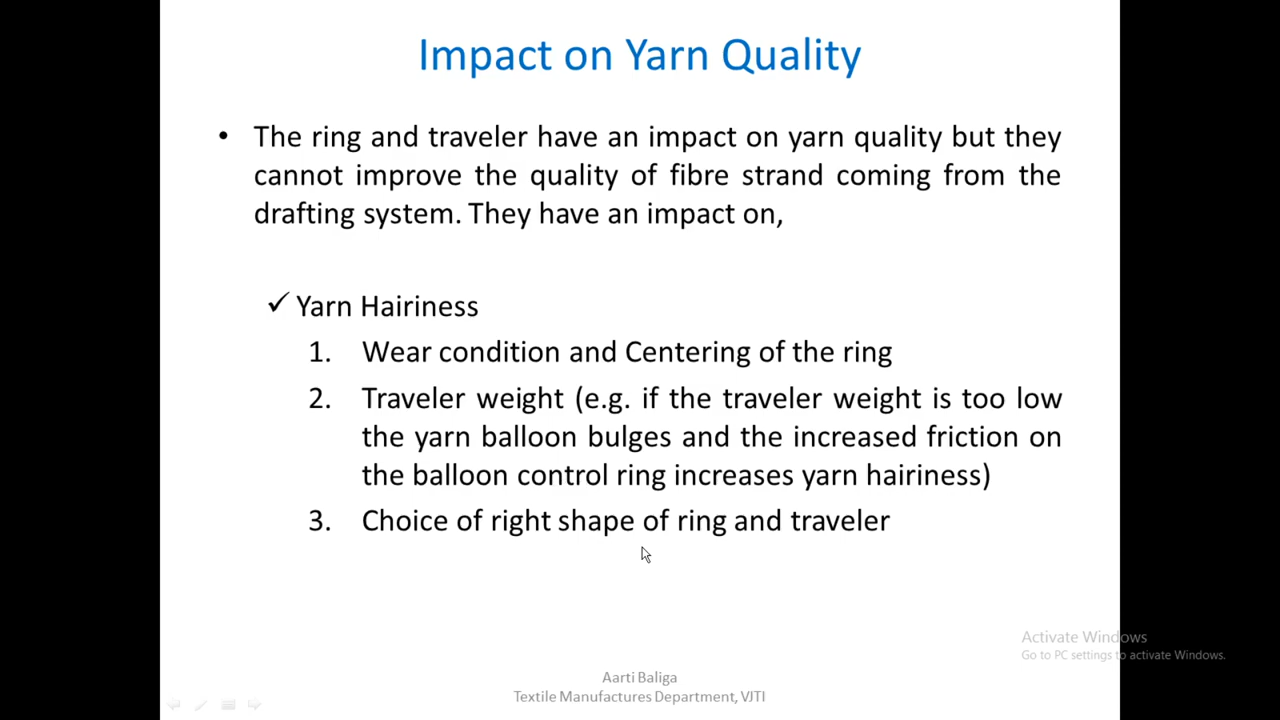 Impact on Yarn Quality
• The ring and traveler have an impact on yarn quality but they
cannot improve the quality of fibre strand coming from the
drafting system. They have an impact on,
✓ Yarn Hairiness
1. Wear condition and Centering of the ring
2. Traveler weight (e.g. if the traveler weight is too low
the yarn balloon bulges and the increased friction on
the balloon control ring increases yarn hairiness)
3. Choice of right shape of ring and traveler
Activate Windows
Go to PC settings to activate Windows.
Aarti Baliga
Textile Manufactures Department, VJTI